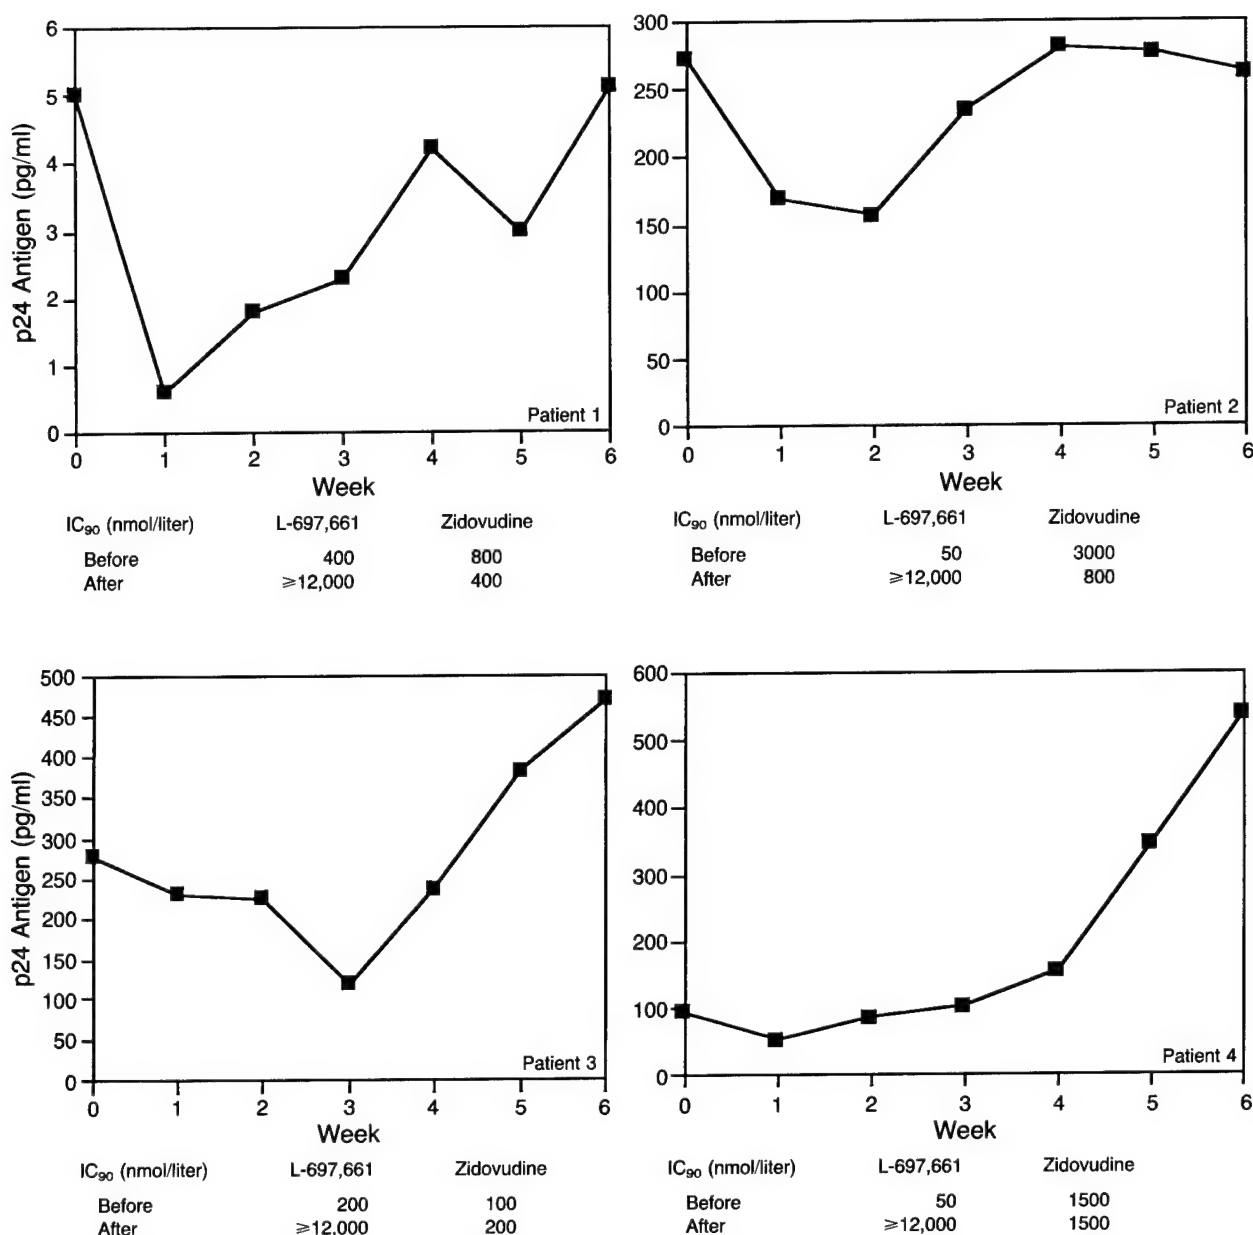 6
5
4
3
2
1
0
p24 Antigen (pg/ml)
Patient 1
0 1 2 3 4 5 6
Week
IC₉₀ (nmol/liter) L-697,661 Zidovudine
Before 400 800
After ⩾12,000 400
300
250
200
150
100
50
0
Patient 2
0 1 2 3 4 5 6
Week
IC₉₀ (nmol/liter) L-697,661 Zidovudine
Before 50 3000
After ⩾12,000 800
500
450
400
350
300
250
200
150
100
50
0
p24 Antigen (pg/ml)
Patient 3
0 1 2 3 4 5 6
Week
IC₉₀ (nmol/liter) L-697,661 Zidovudine
Before 200 100
After ⩾12,000 200
600
500
400
300
200
100
0
Patient 4
0 1 2 3 4 5 6
Week
IC₉₀ (nmol/liter) L-697,661 Zidovudine
Before 50 1500
After ⩾12,000 1500